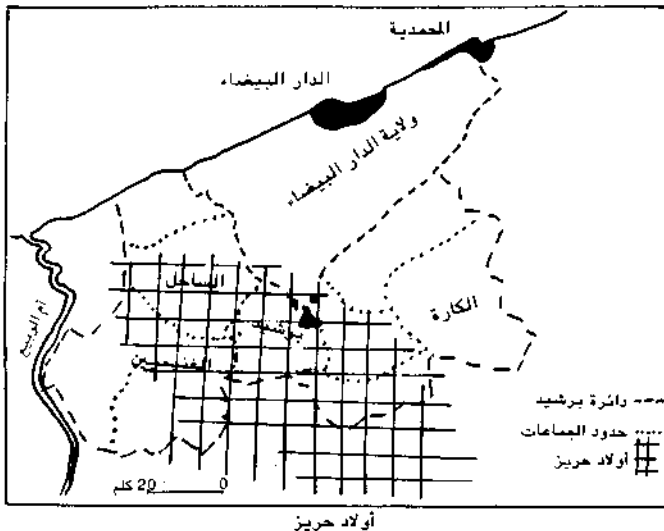 المحمدية
الدار البيضاء
ولاية الدار البيضاء
الساحل
الكارة
برشيد
أم الربيع
الفقيهين
دائرة برشيد
حدود الجماعات
أولاد حريز
20 كلم 0
أولاد حريز